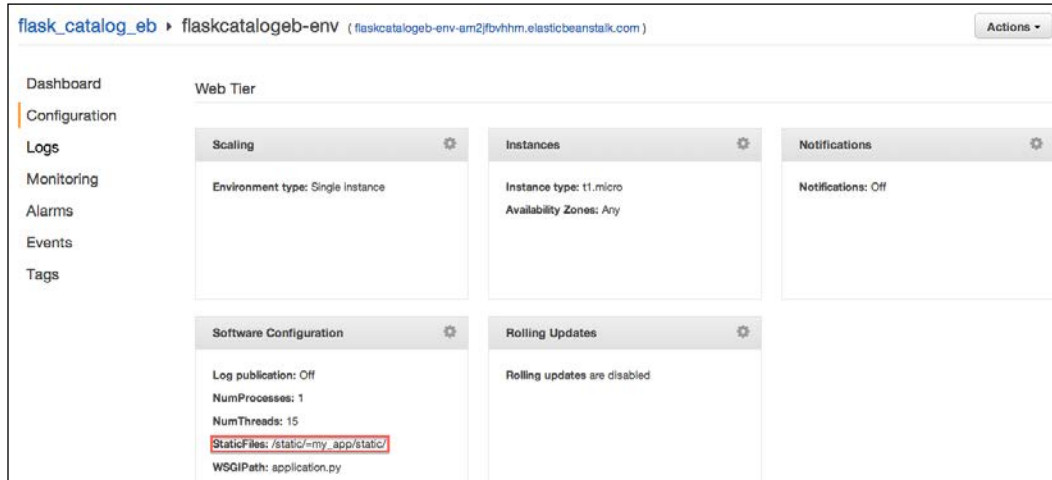 flask_catalog_eb ▸ flaskcatalogeb-env ( flaskcatalogeb-env-am2jfbvhhm.elasticbeanstalk.com )
Actions
Dashboard
Configuration
Logs
Monitoring
Alarms
Events
Tags
Web Tier
Scaling
Environment type: Single instance
Instances
Instance type: t1.micro
Availability Zones: Any
Notifications
Notifications: Off
Software Configuration
Log publication: Off
NumProcesses: 1
NumThreads: 15
StaticFiles: /static/=my_app/static/
WSGIPath: application.py
Rolling Updates
Rolling updates are disabled